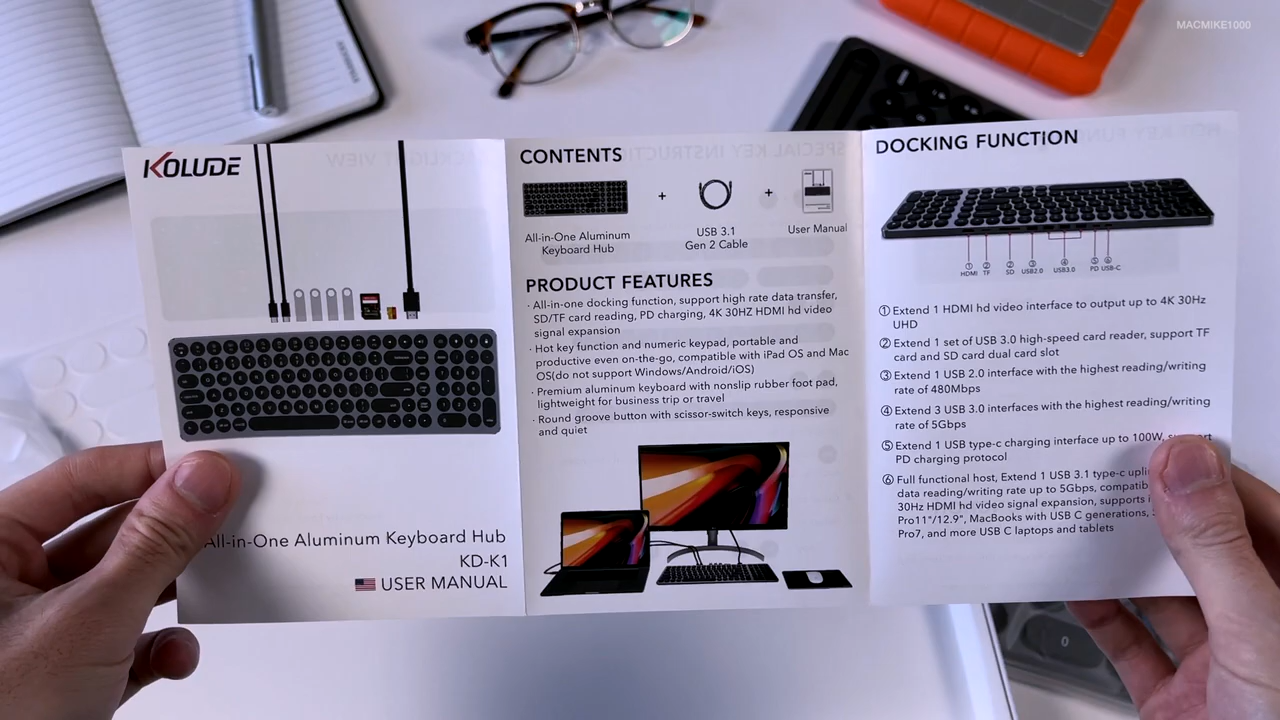 MACMIKE1000
KOLUDE
All-in-One Aluminum Keyboard Hub
KD-K1
USER MANUAL
CONTENTS
+
+
All-in-One Aluminum
Keyboard Hub
USB 3.1
Gen 2 Cable
User Manual
PRODUCT FEATURES
· All-in-one docking function, support high rate data transfer,
SD/TF card reading, PD charging, 4K 30HZ HDMI hd video
signal expansion
· Hot key function and numeric keypad, portable and
productive even on-the-go, compatible with iPad OS and Mac
OS(do not support Windows/Android/iOS)
· Premium aluminum keyboard with nonslip rubber foot pad,
lightweight for business trip or travel
· Round groove button with scissor-switch keys, responsive
and quiet
DOCKING FUNCTION
① ② ② ③ ④ ⑤ ⑥
HDMI TF SD USB2.0 USB3.0 PD USB-C
① Extend 1 HDMI hd video interface to output up to 4K 30Hz
UHD
② Extend 1 set of USB 3.0 high-speed card reader, support TF
card and SD card dual card slot
③ Extend 1 USB 2.0 interface with the highest reading/writing
rate of 480Mbps
④ Extend 3 USB 3.0 interfaces with the highest reading/writing
rate of 5Gbps
⑤ Extend 1 USB type-c charging interface up to 100W,
PD charging protocol
⑥ Full functional host, Extend 1 USB 3.1 type-c
data reading/writing rate up to 5Gbps,
30Hz HDMI hd video signal expansion, supports
Pro11"/12.9", MacBooks with USB C generations,
Pro7, and more USB C laptops and tablets
0